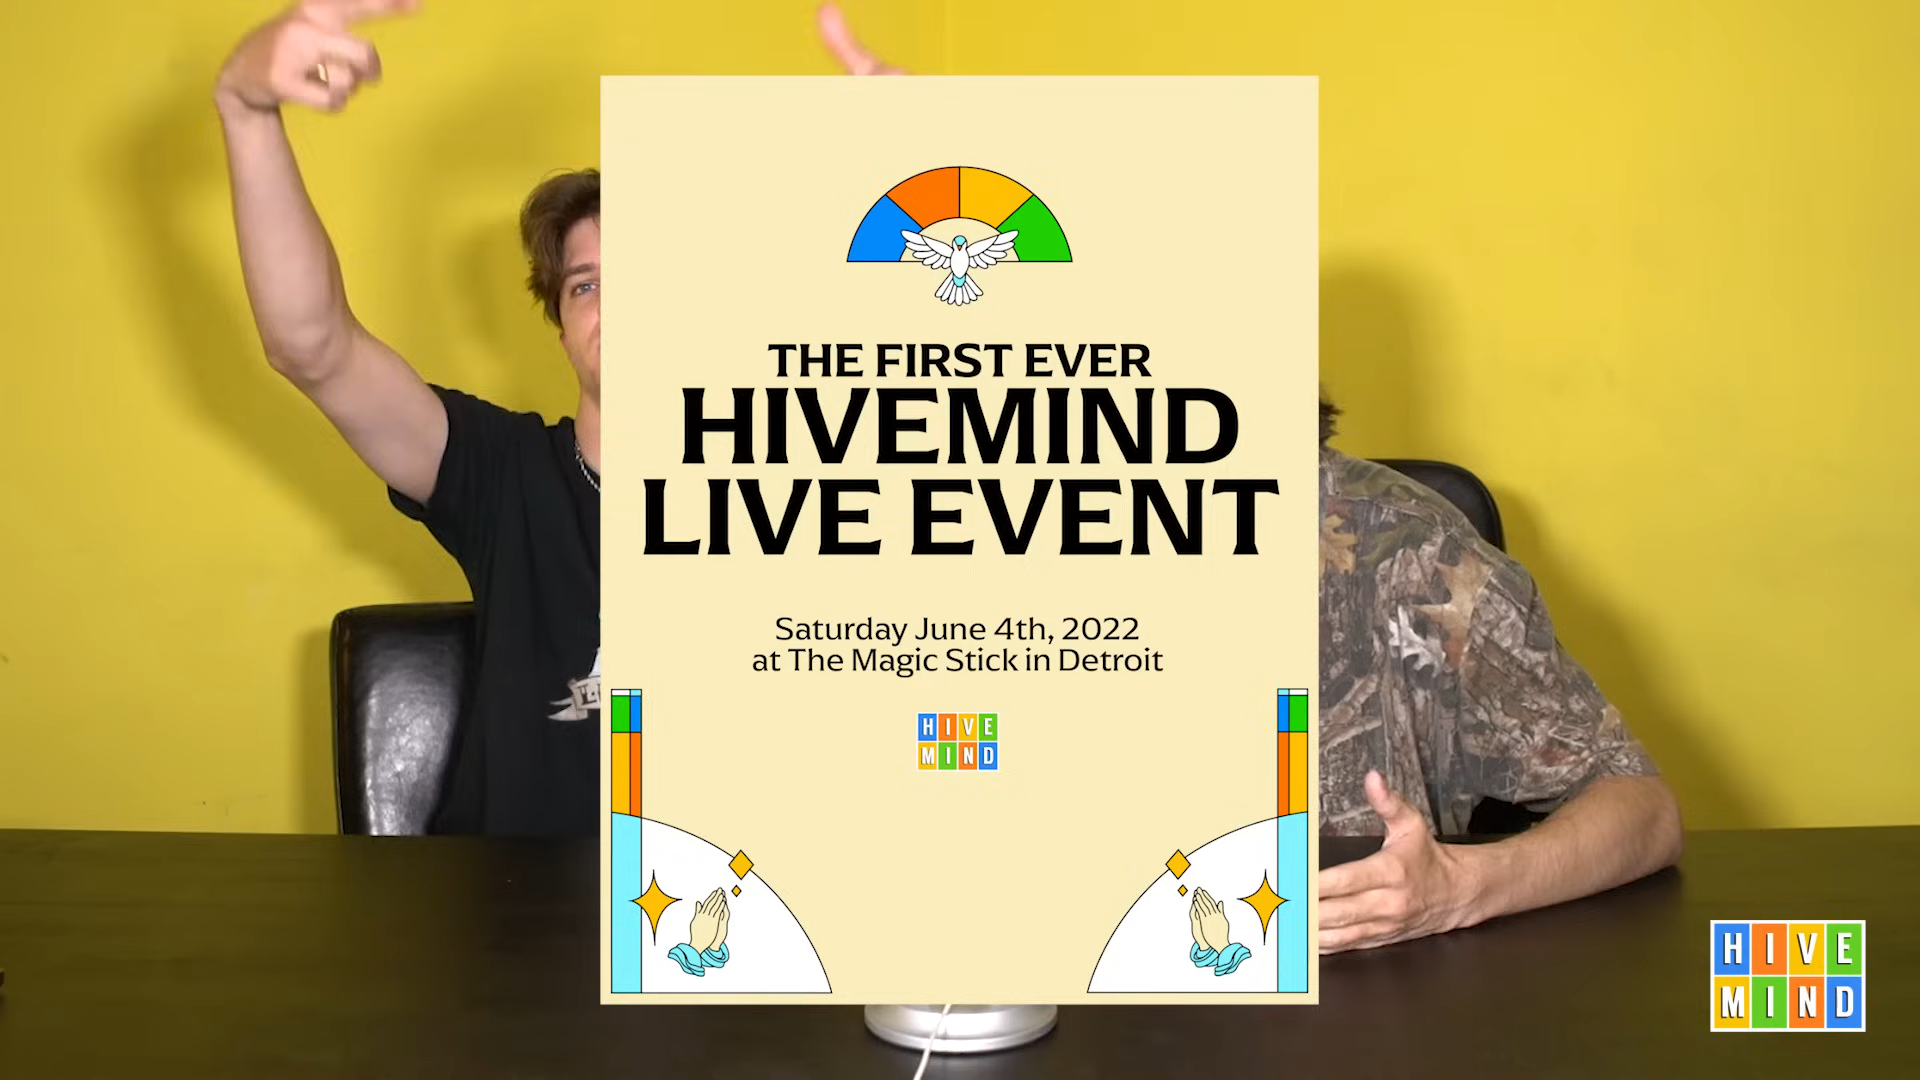 THE FIRST EVER
HIVEMIND
LIVE EVENT
Saturday June 4th, 2022
at The Magic Stick in Detroit
HIVE
MIND
HIVE
MIND